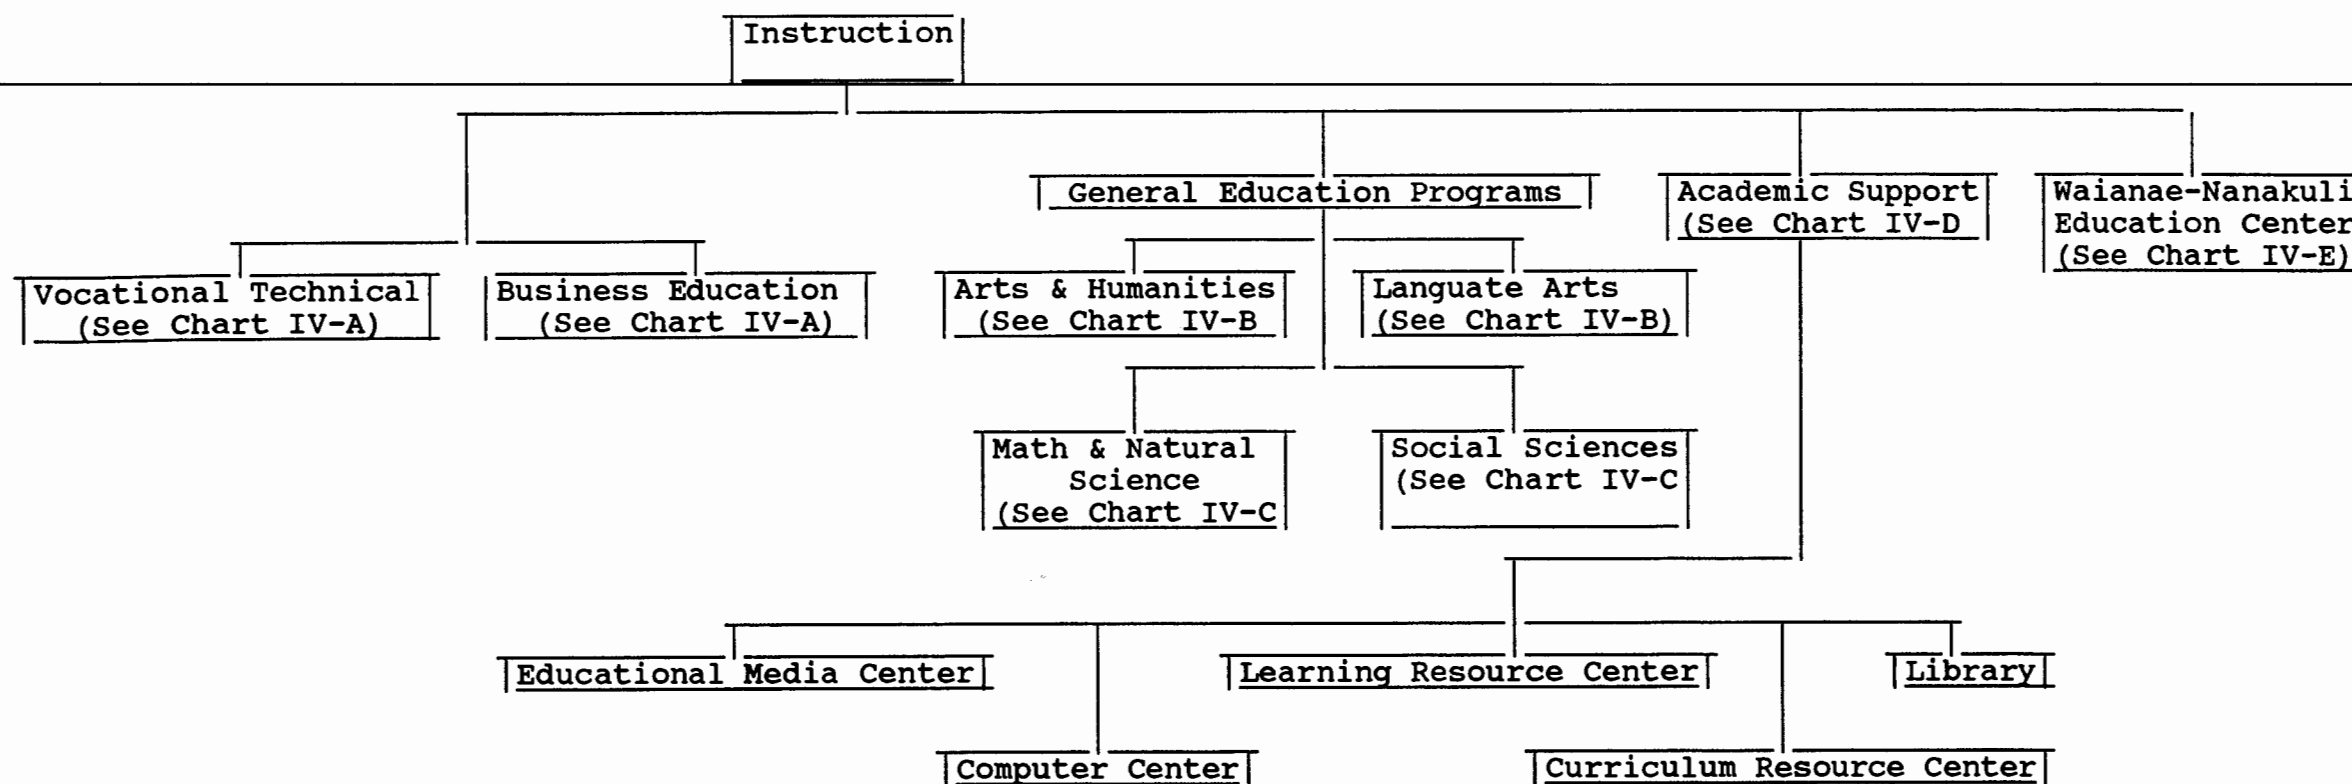 Instruction
General Education Programs
Academic Support
(See Chart IV-D
Waianae-Nanakuli
Education Center
(See Chart IV-E)
Vocational Technical
(See Chart IV-A)
Business Education
(See Chart IV-A)
Arts & Humanities
(See Chart IV-B
Languate Arts
(See Chart IV-B)
Math & Natural
Science
(See Chart IV-C
Social Sciences
(See Chart IV-C
Educational Media Center
Learning Resource Center
Library
Computer Center
Curriculum Resource Center